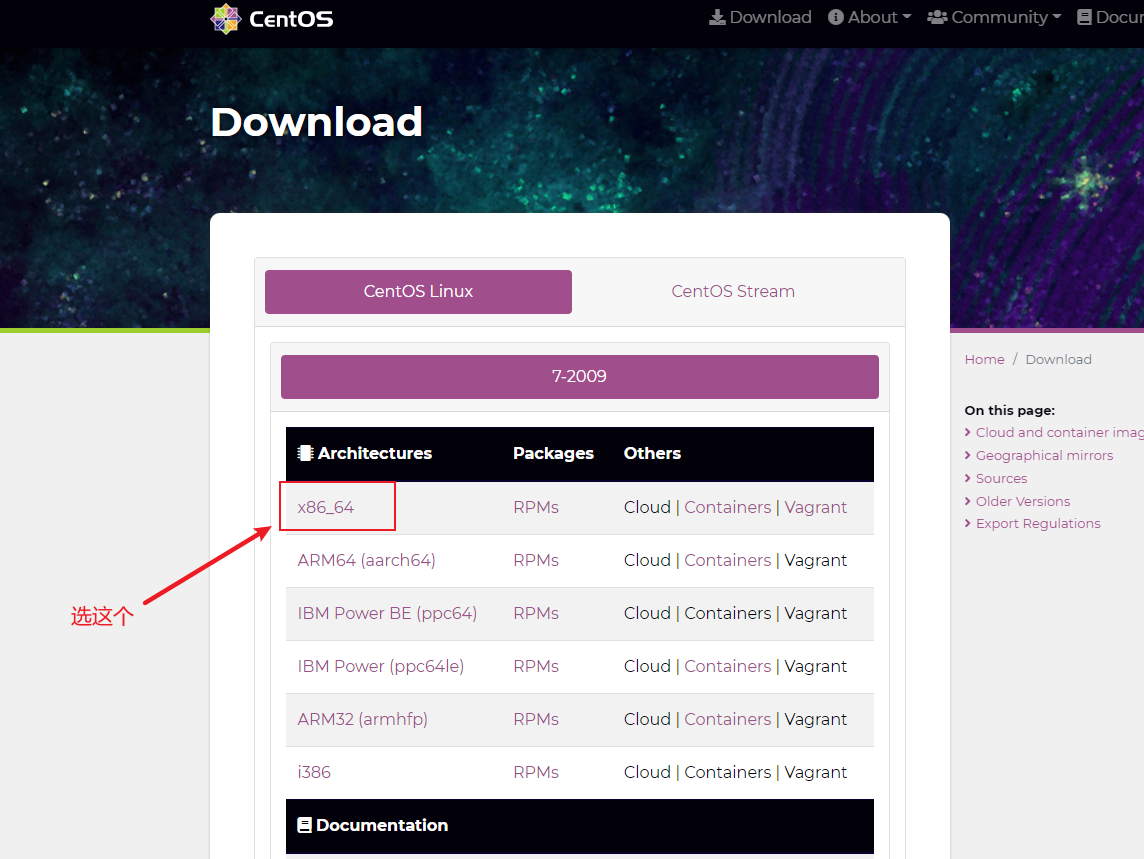 CentOS
Download About Community Docu
Download
CentOS Linux CentOS Stream
7-2009
Home / Download
On this page:
Cloud and container imag
Geographical mirrors
Sources
Older Versions
Export Regulations
Architectures Packages Others
x86_64 RPMs Cloud | Containers | Vagrant
ARM64 (aarch64) RPMs Cloud | Containers | Vagrant
选这个
IBM Power BE (ppc64) RPMs Cloud | Containers | Vagrant
IBM Power (ppc64le) RPMs Cloud | Containers | Vagrant
ARM32 (armhfp) RPMs Cloud | Containers | Vagrant
i386 RPMs Cloud | Containers | Vagrant
Documentation